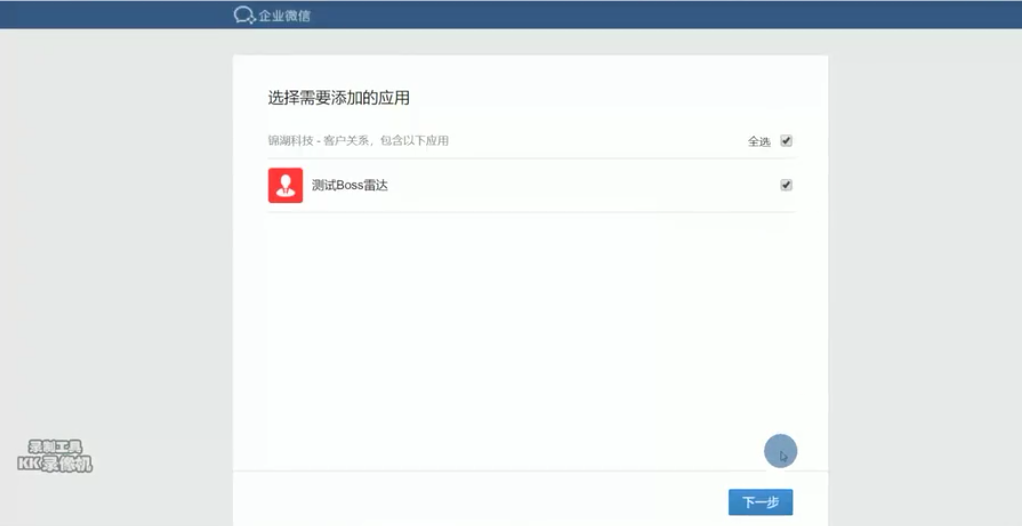 企业微信
选择需要添加的应用
锦湖科技 - 客户关系，包含以下应用
全选
测试Boss雷达
录制工具
KK录像机
下一步